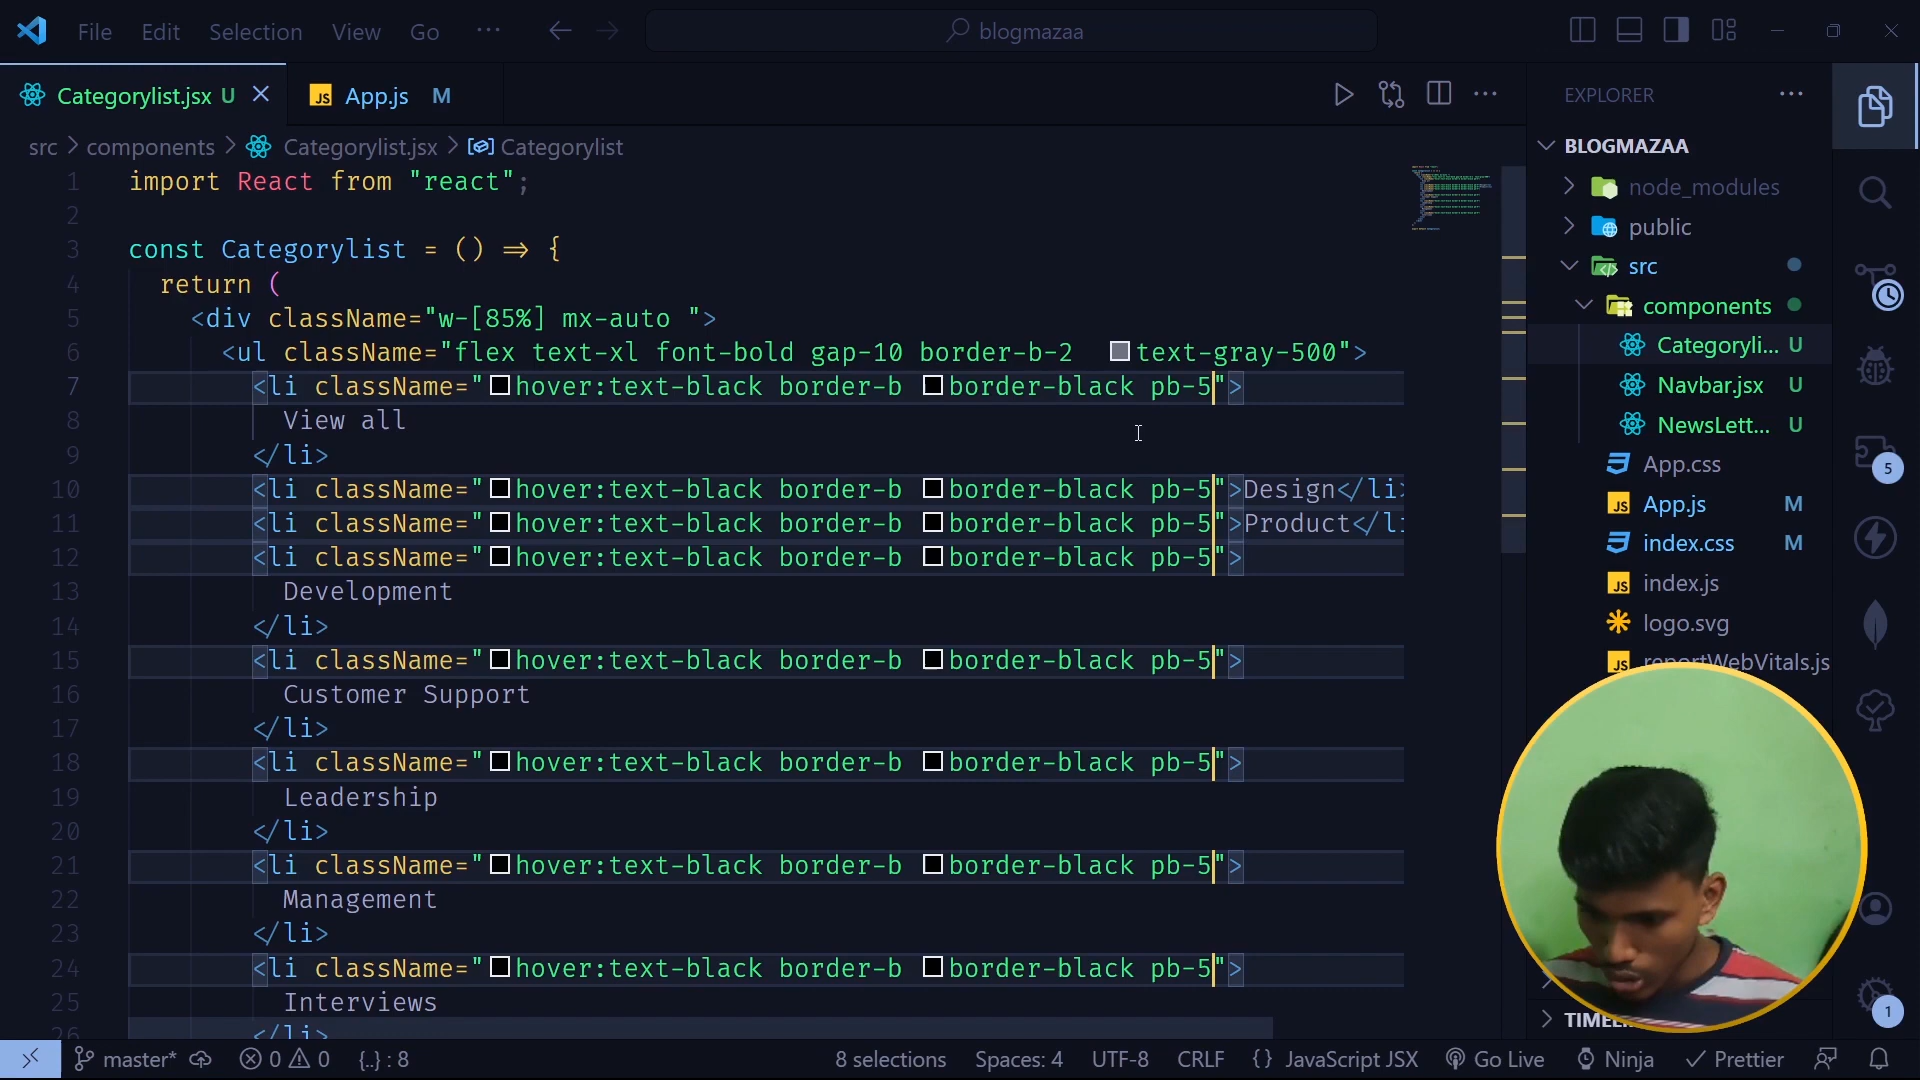 File Edit Selection View Go ··· blogmazaa
Categorylist.jsx U App.js M
src > components > Categorylist.jsx > Categorylist
1 import React from "react";
2
3 const Categorylist = () => {
4 return (
5 <div className="w-[85%] mx-auto ">
6 <ul className="flex text-xl font-bold gap-10 border-b-2 text-gray-500">
7 <li className="hover:text-black border-b border-black pb-5">
8 View all
9 </li>
10 <li className="hover:text-black border-b border-black pb-5">Design</li>
11 <li className="hover:text-black border-b border-black pb-5">Product</li
12 <li className="hover:text-black border-b border-black pb-5">
13 Development
14 </li>
15 <li className="hover:text-black border-b border-black pb-5">
16 Customer Support
17 </li>
18 <li className="hover:text-black border-b border-black pb-5">
19 Leadership
20 </li>
21 <li className="hover:text-black border-b border-black pb-5">
22 Management
23 </li>
24 <li className="hover:text-black border-b border-black pb-5">
25 Interviews
26 </li>
EXPLORER
BLOGMAZAA
node_modules
public
src
components
Categoryli... U
Navbar.jsx U
NewsLett... U
App.css
App.js M
index.css M
index.js
logo.svg
reportWebVitals.js
5
1
master* 0 0 {..} : 8 8 selections Spaces: 4 UTF-8 CRLF {} JavaScript JSX Go Live Ninja Prettier